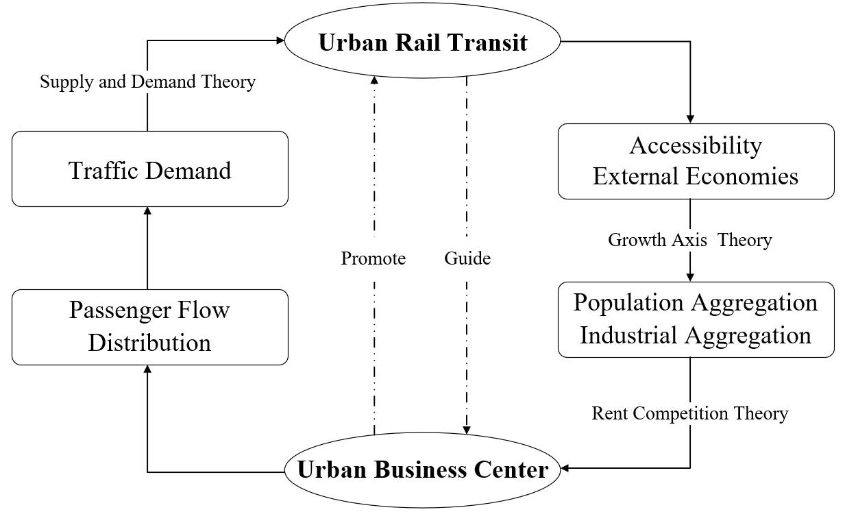 Urban Rail Transit
Supply and Demand Theory
Accessibility
External Economies
Traffic Demand
Growth Axis Theory
Promote
Guide
Passenger Flow
Distribution
Population Aggregation
Industrial Aggregation
Rent Competition Theory
Urban Business Center